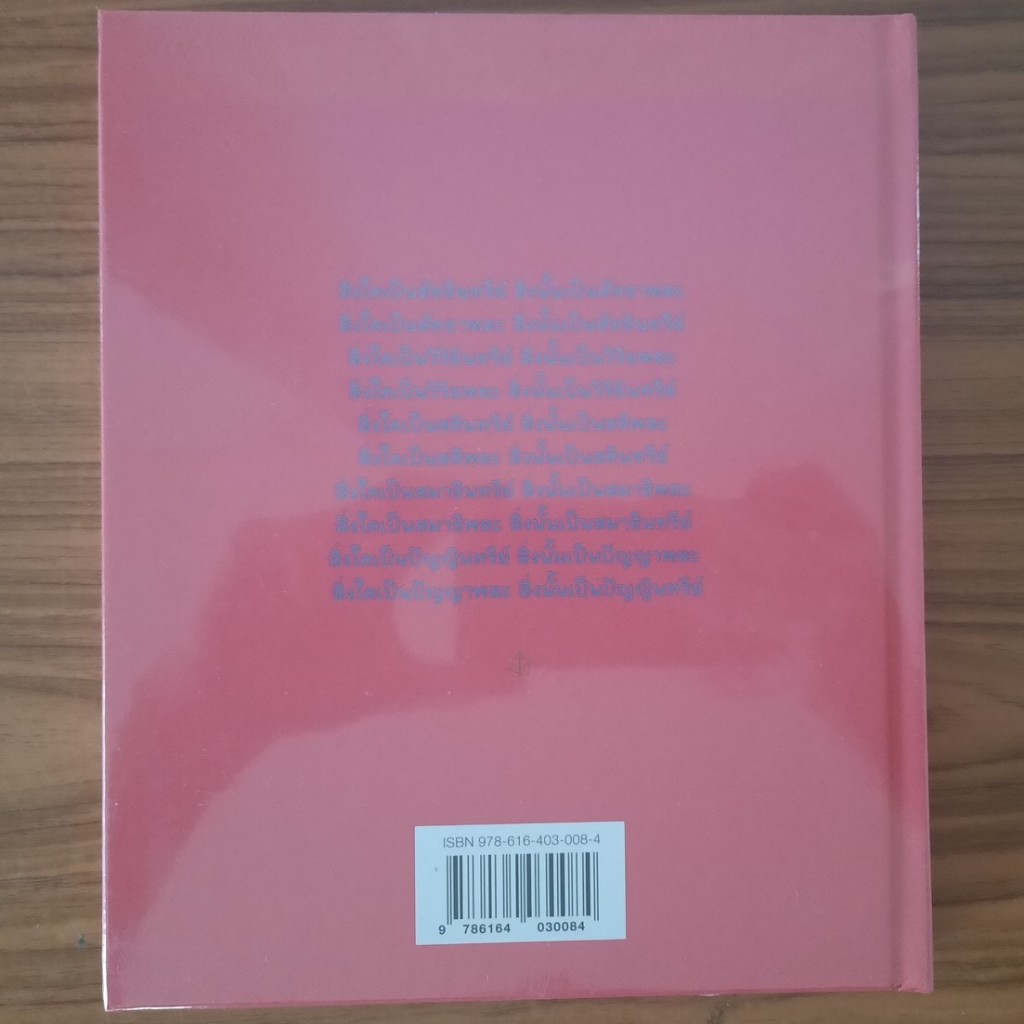 สิ่งใดเป็นสัทธินทรีย์ สิ่งนั้นเป็นสัทธาพละ
สิ่งใดเป็นสัทธาพละ สิ่งนั้นเป็นสัทธินทรีย์
สิ่งใดเป็นวิริยินทรีย์ สิ่งนั้นเป็นวิริยพละ
สิ่งใดเป็นวิริยพละ สิ่งนั้นเป็นวิริยินทรีย์
สิ่งใดเป็นสตินทรีย์ สิ่งนั้นเป็นสติพละ
สิ่งใดเป็นสติพละ สิ่งนั้นเป็นสตินทรีย์
สิ่งใดเป็นสมาธินทรีย์ สิ่งนั้นเป็นสมาธิพละ
สิ่งใดเป็นสมาธิพละ สิ่งนั้นเป็นสมาธินทรีย์
สิ่งใดเป็นปัญญินทรีย์ สิ่งนั้นเป็นปัญญาพละ
สิ่งใดเป็นปัญญาพละ สิ่งนั้นเป็นปัญญินทรีย์
ISBN 978-616-403-008-4
9 786164 030084